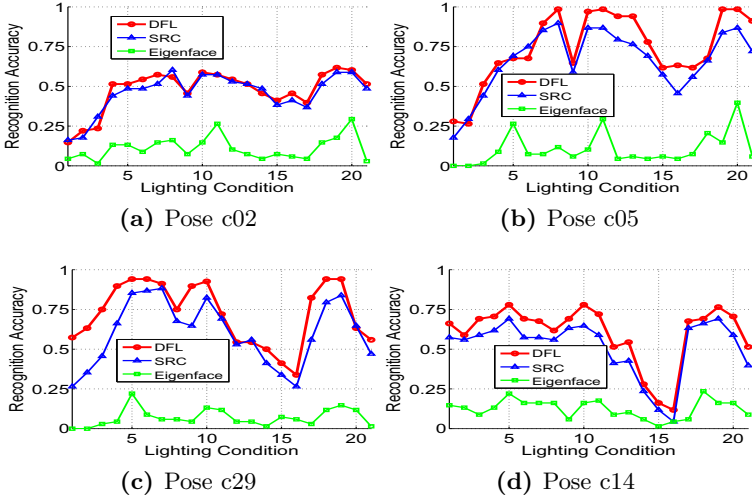 1
0.75
0.5
0.25
0
Recognition Accuracy
DFL
SRC
Eigenface
5 10 15 20
Lighting Condition
(a) Pose c02
1
0.75
0.5
0.25
0
Recognition Accuracy
DFL
SRC
Eigenface
5 10 15 20
Lighting Condition
(b) Pose c05
1
0.75
0.5
0.25
0
Recognition Accuracy
DFL
SRC
Eigenface
5 10 15 20
Lighting Condition
(c) Pose c29
1
0.75
0.5
0.25
0
Recognition Accuracy
DFL
SRC
Eigenface
5 10 15 20
Lighting Condition
(d) Pose c14